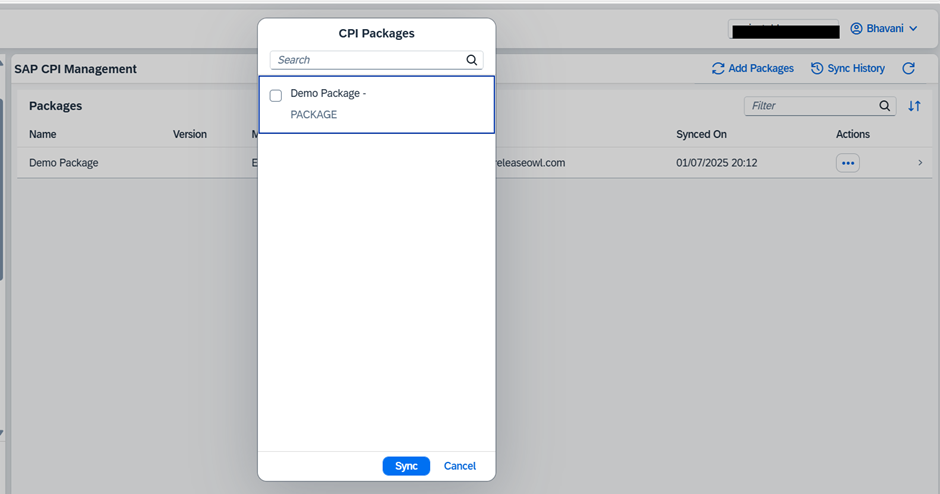 Bhavani
CPI Packages
Search
SAP CPI Management
Add Packages
Sync History
Demo Package -
PACKAGE
Packages
Filter
Name
Version
Synced On
Actions
Demo Package
releaseowl.com
01/07/2025 20:12
Sync
Cancel